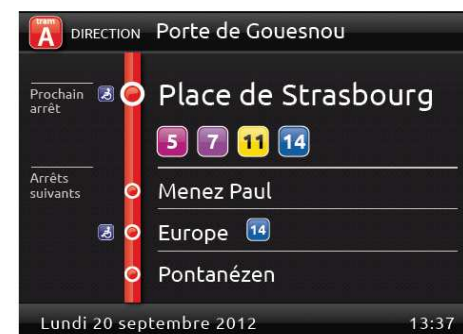 tram
A DIRECTION Porte de Gouesnou
Prochain
arrêt
Place de Strasbourg
5 7 11 14
Arrêts
suivants
Menez Paul
Europe 14
Pontanézen
Lundi 20 septembre 2012 13:37